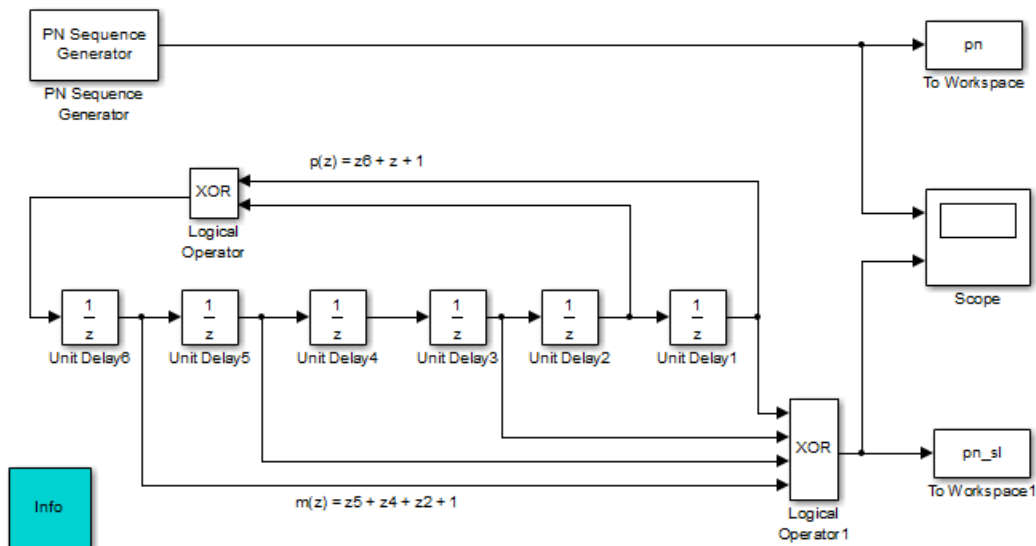 PN Sequence
Generator
PN Sequence
Generator
pn
To Workspace
p(z) = z6 + z + 1
XOR
Logical
Operator
Scope
1
z
Unit Delay6
1
z
Unit Delay5
1
z
Unit Delay4
1
z
Unit Delay3
1
z
Unit Delay2
1
z
Unit Delay1
XOR
Logical
Operator1
pn_sl
To Workspace1
m(z) = z5 + z4 + z2 + 1
Info